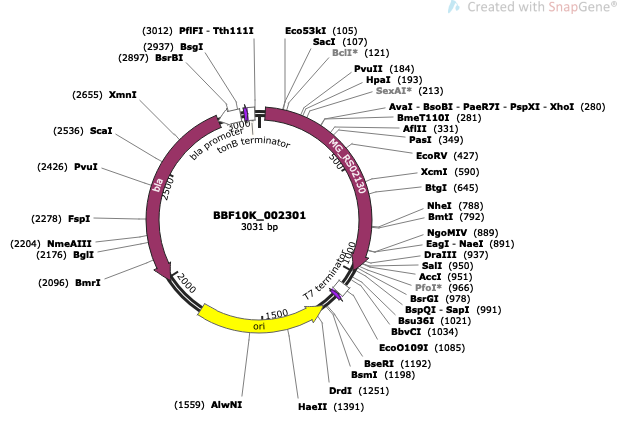 Created with SnapGene®
(3012) PflFI - Tth111I
(2937) BsgI
(2897) BsrBI
(2655) XmnI
(2536) ScaI
(2426) PvuI
(2278) FspI
(2204) NmeAIII
(2176) BglI
(2096) BmrI
(1559) AlwNI
Eco53kI (105)
SacI (107)
BclI* (121)
PvuII (184)
HpaI (193)
SexAI* (213)
AvaI - BsoBI - PaeR7I - PspXI - XhoI (280)
BmeT110I (281)
AflII (331)
PasI (349)
EcoRV (427)
XcmI (590)
BtgI (645)
NheI (788)
BmtI (792)
NgoMIV (889)
EagI - NaeI (891)
DraIII (937)
SalI (950)
AccI (951)
PfoI* (966)
BsrGI (978)
BspQI - SapI (991)
Bsu36I (1021)
BbvCI (1034)
EcoO109I (1085)
BseRI (1192)
BsmI (1198)
DrdI (1251)
HaeII (1391)
bla promoter
tonB terminator
MG_RS02130
T7 terminator
ori
bla
500
1000
1500
2000
2500
3000
BBF10K_002301
3031 bp